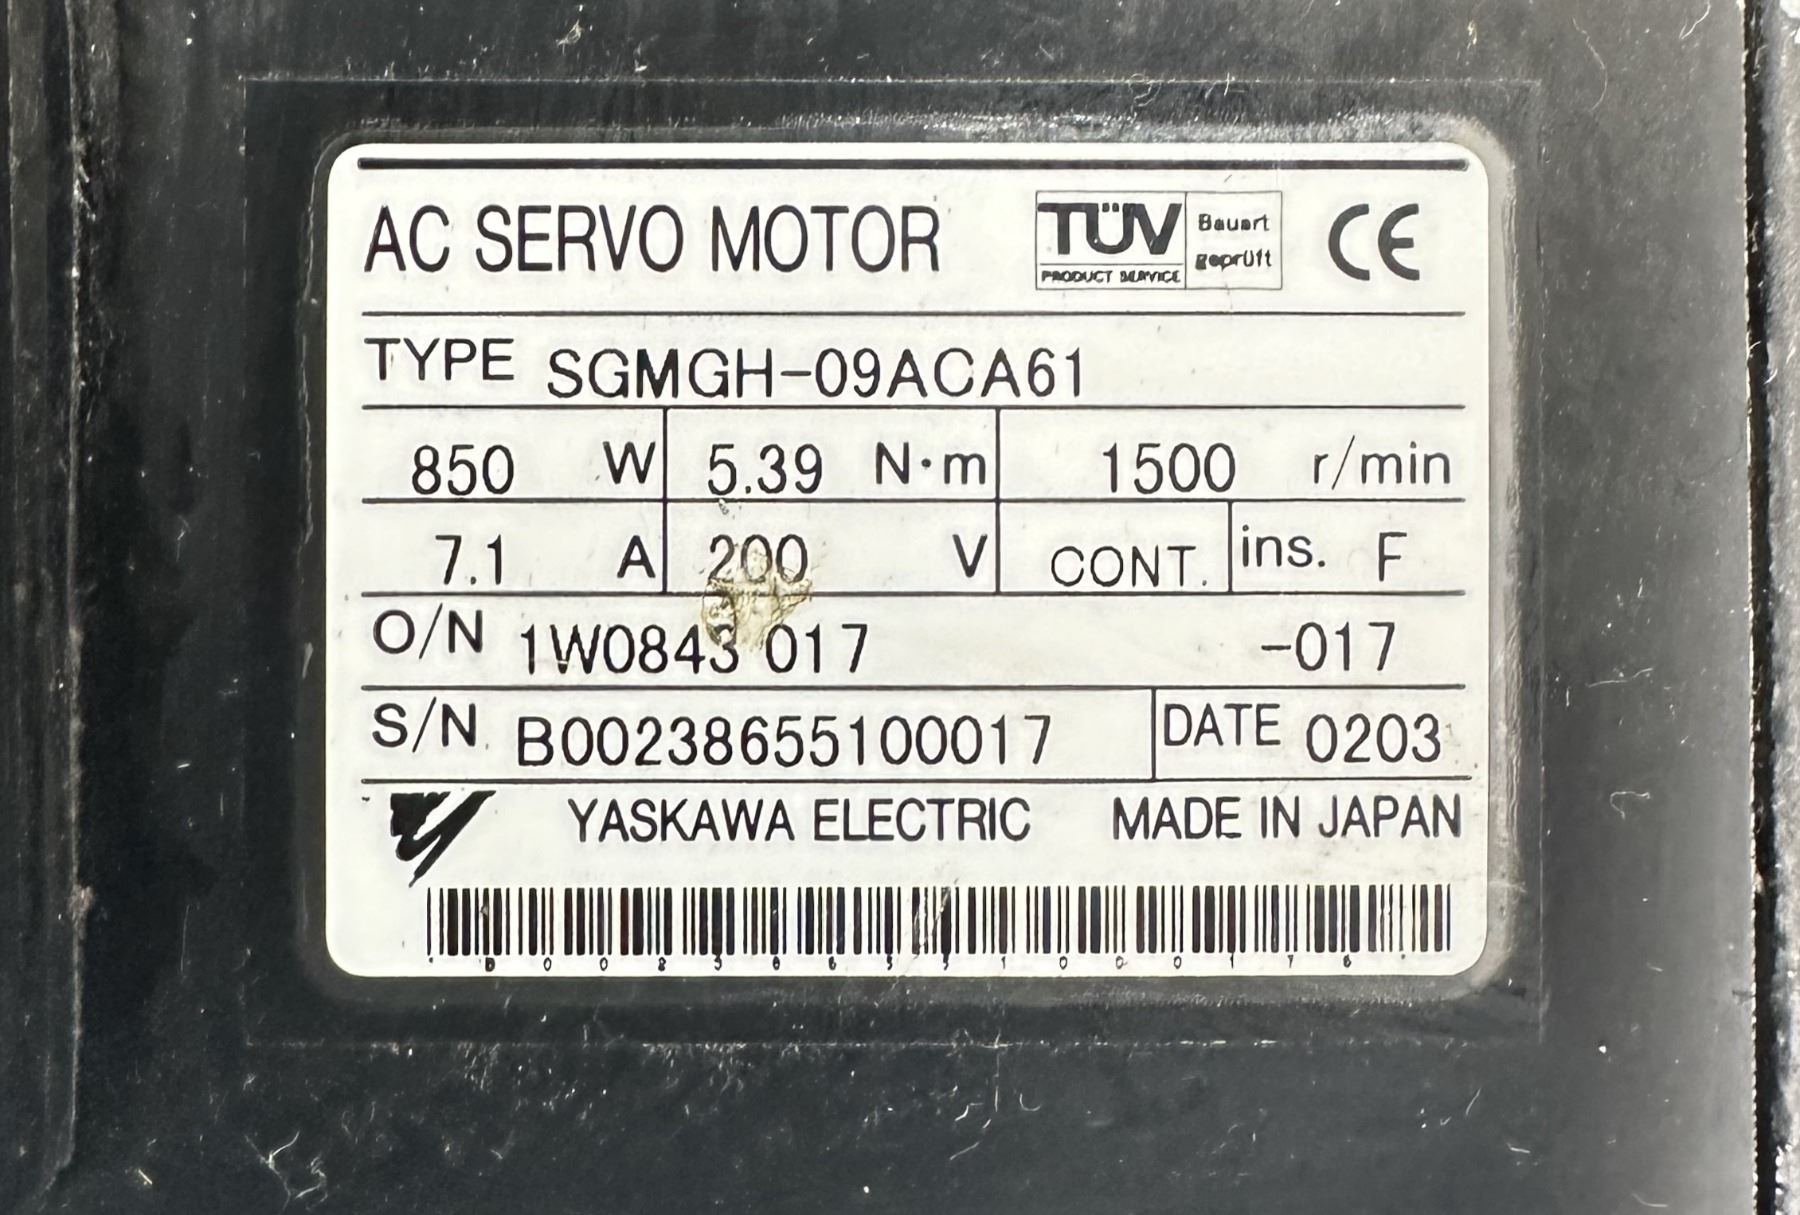 AC SERVO MOTOR TÜV PRODUCT SERVICE Bauart geprüft CE
TYPE SGMGH-09ACA61
850 W 5.39 N·m 1500 r/min
7.1 A 200 V CONT. ins. F
O/N 1W0843 017 -017
S/N B00238655100017 DATE 0203
YASKAWA ELECTRIC MADE IN JAPAN